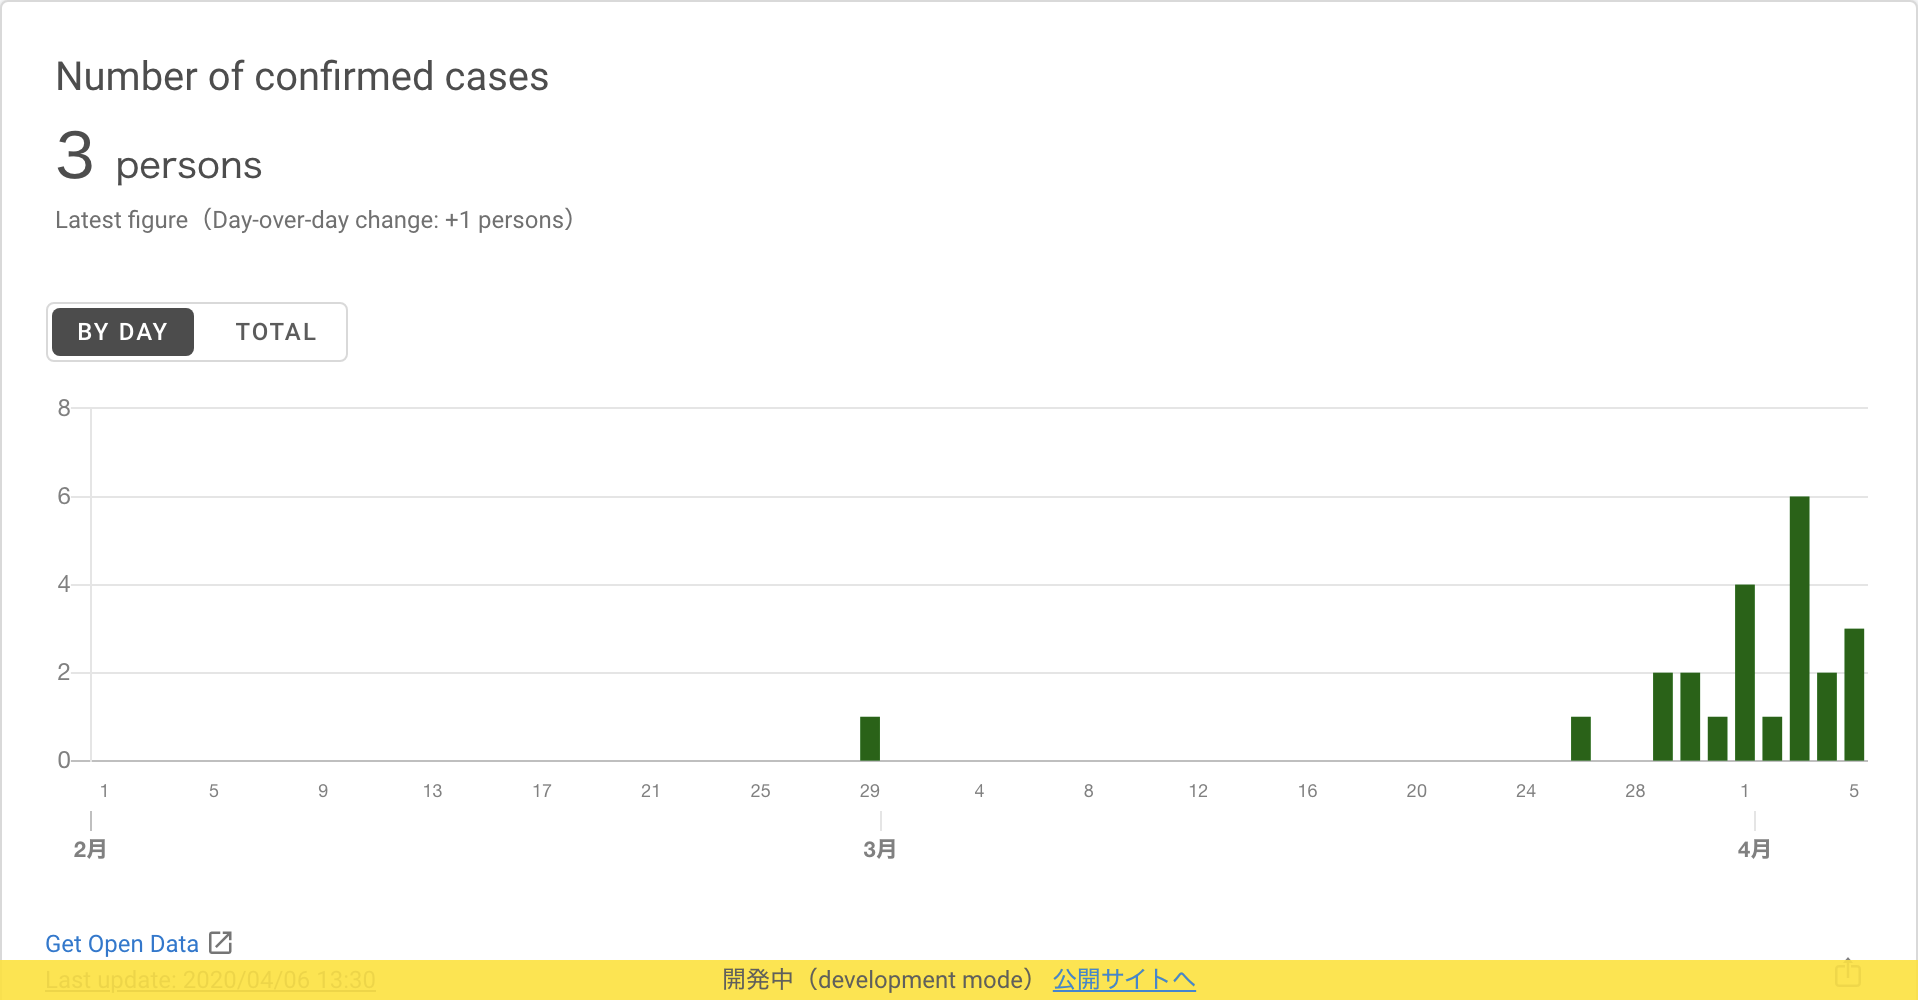 Number of confirmed cases
3 persons
Latest figure（Day-over-day change: +1 persons）
BY DAY TOTAL
8
6
4
2
0
1 5 9 13 17 21 25 29 4 8 12 16 20 24 28 1 5
2月 3月 4月
Get Open Data
Last update: 2020/04/06 13:30
開発中（development mode） 公開サイトへ